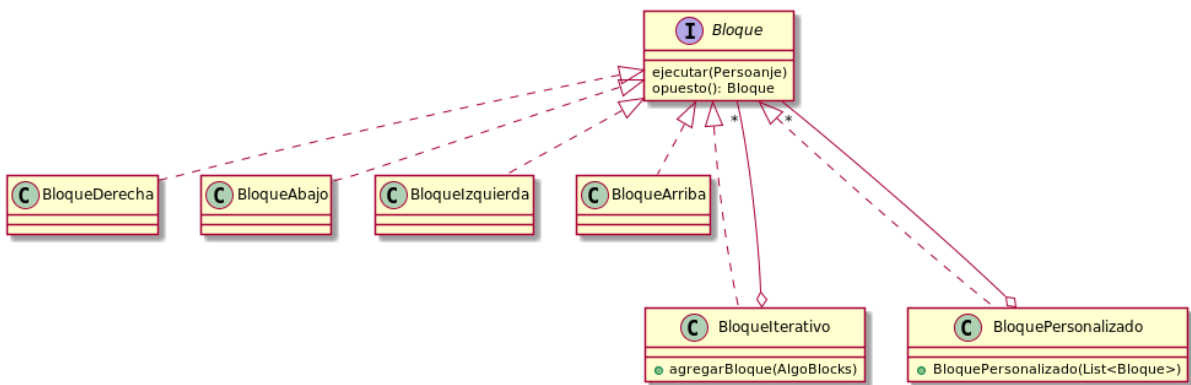 I Bloque
ejecutar(Persoanje)
opuesto(): Bloque
* *
C BloqueDerecha
C BloqueAbajo
C BloqueIzquierda
C BloqueArriba
C BloqueIterativo
agregarBloque(AlgoBlocks)
C BloquePersonalizado
BloquePersonalizado(List<Bloque>)